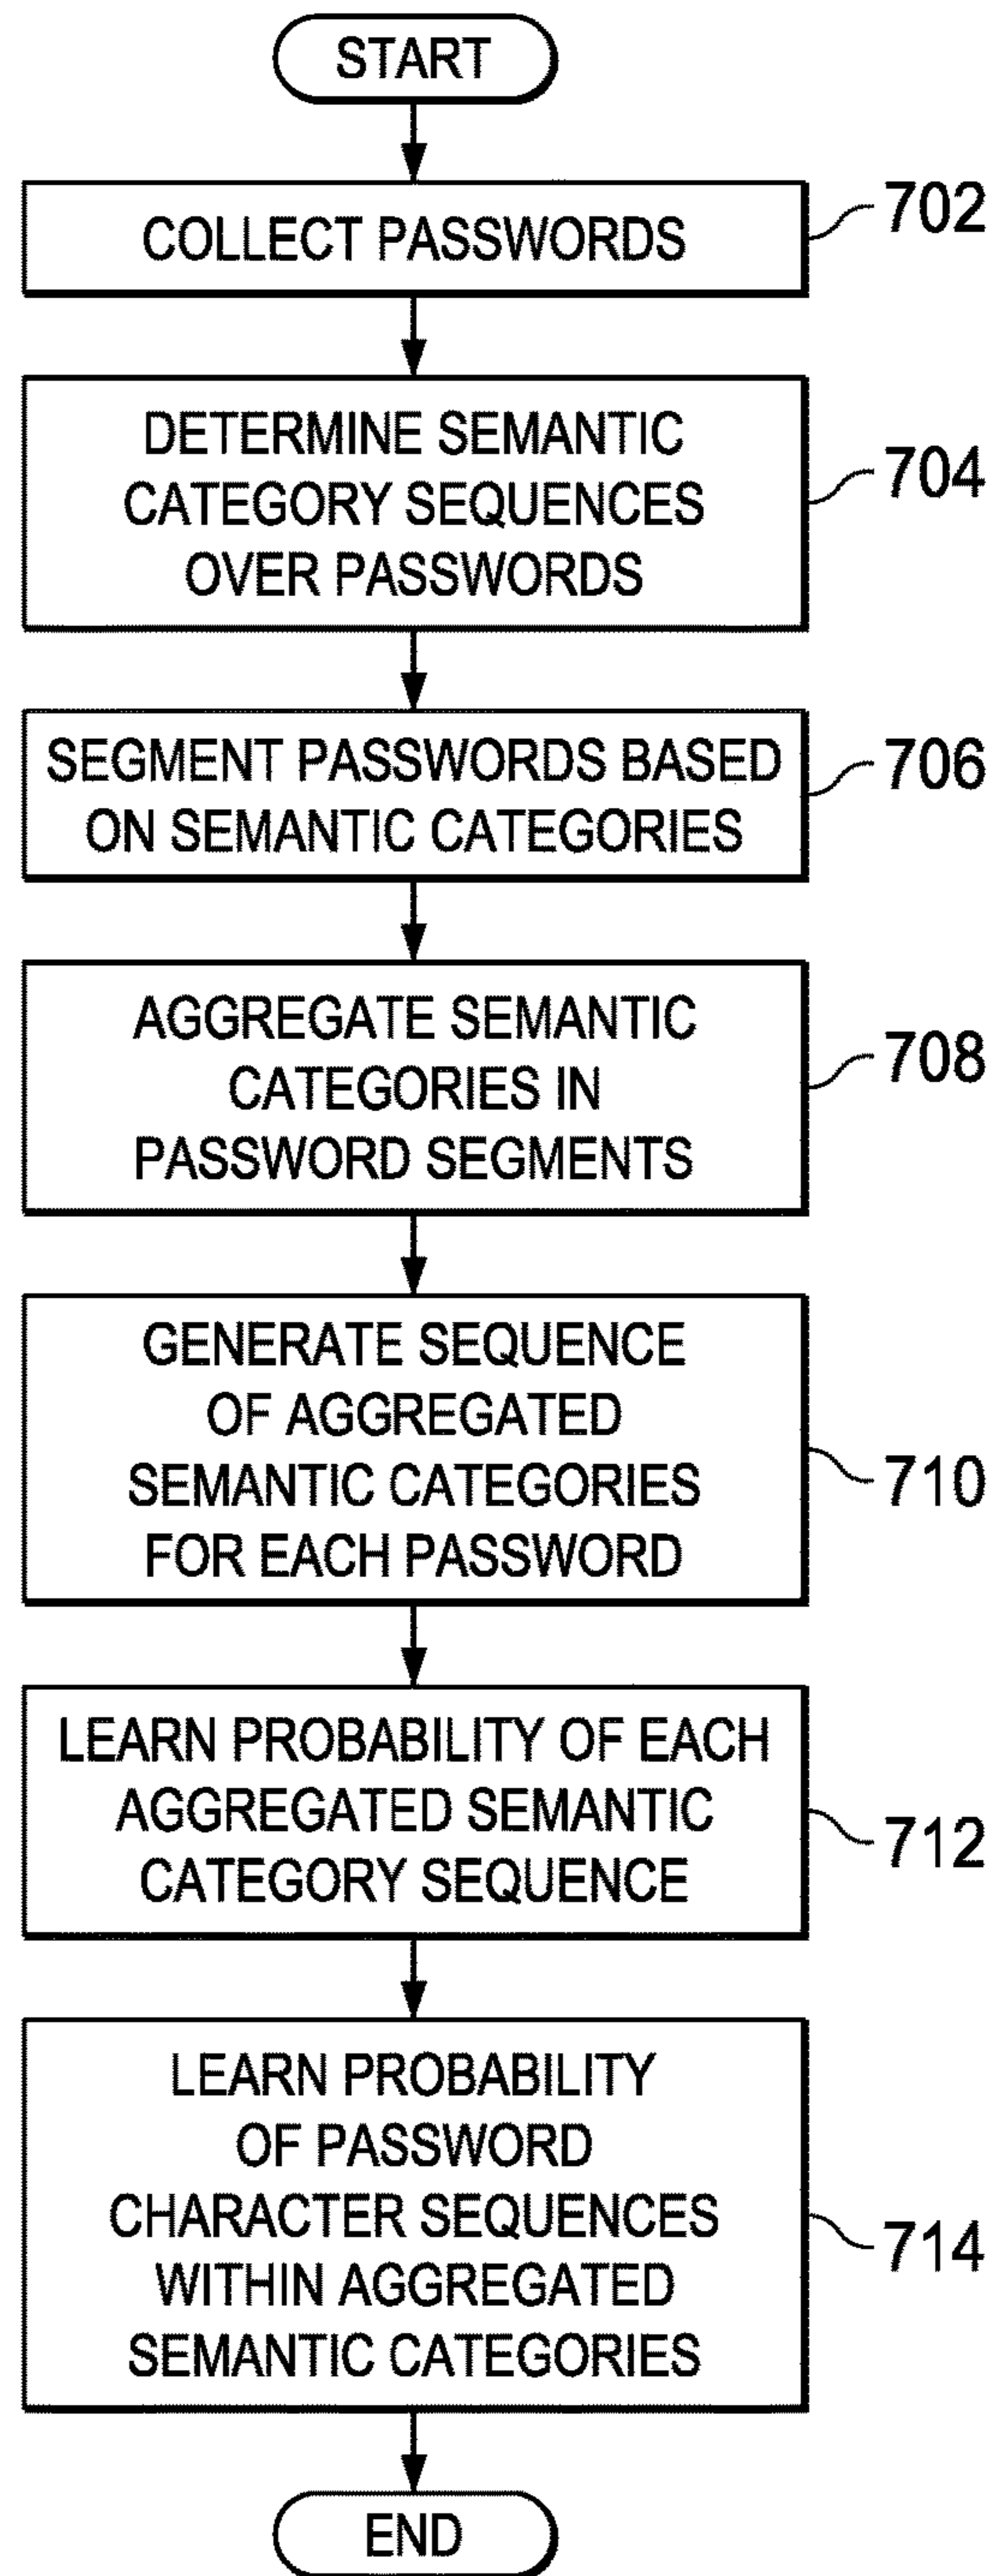 START
COLLECT PASSWORDS
702
DETERMINE SEMANTIC
CATEGORY SEQUENCES
OVER PASSWORDS
704
SEGMENT PASSWORDS BASED
ON SEMANTIC CATEGORIES
706
AGGREGATE SEMANTIC
CATEGORIES IN
PASSWORD SEGMENTS
708
GENERATE SEQUENCE
OF AGGREGATED
SEMANTIC CATEGORIES
FOR EACH PASSWORD
710
LEARN PROBABILITY OF EACH
AGGREGATED SEMANTIC
CATEGORY SEQUENCE
712
LEARN PROBABILITY
OF PASSWORD
CHARACTER SEQUENCES
WITHIN AGGREGATED
SEMANTIC CATEGORIES
714
END